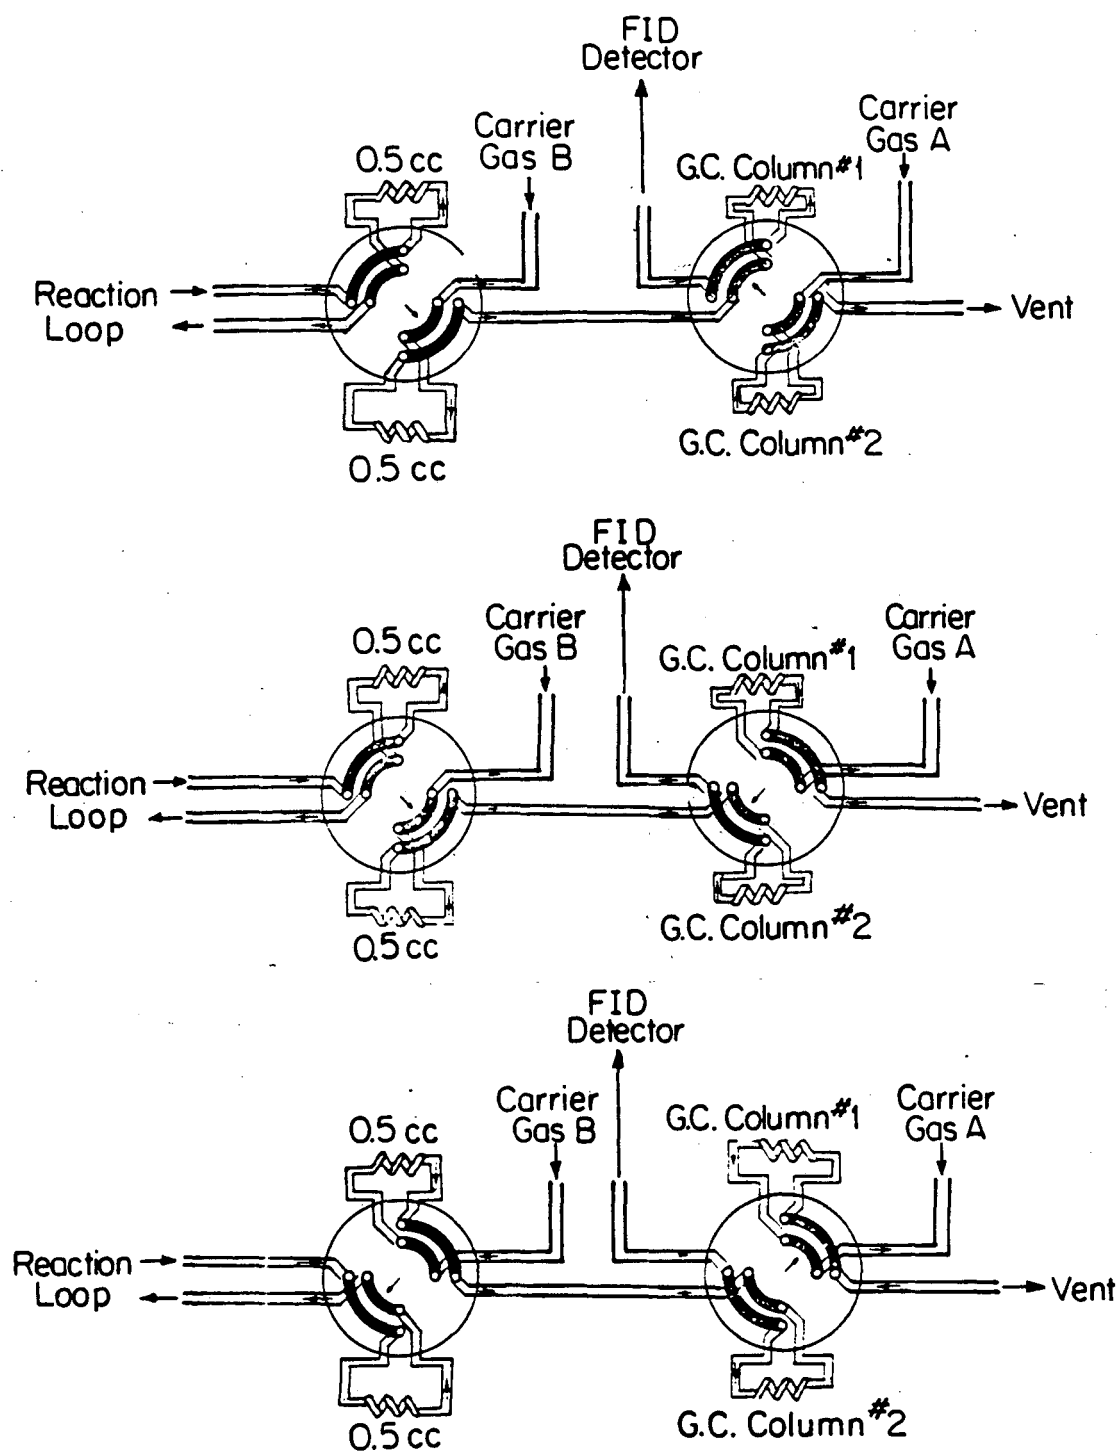 FID
Detector
Carrier
Gas B
Carrier
Gas A
0.5 cc
G.C. Column #1
Reaction
Loop
Vent
0.5 cc
G.C. Column #2
FID
Detector
Carrier
Gas B
Carrier
Gas A
0.5 cc
G.C. Column #1
Reaction
Loop
Vent
0.5 cc
G.C. Column #2
FID
Detector
Carrier
Gas B
Carrier
Gas A
0.5 cc
G.C. Column #1
Reaction
Loop
Vent
0.5 cc
G.C. Column #2